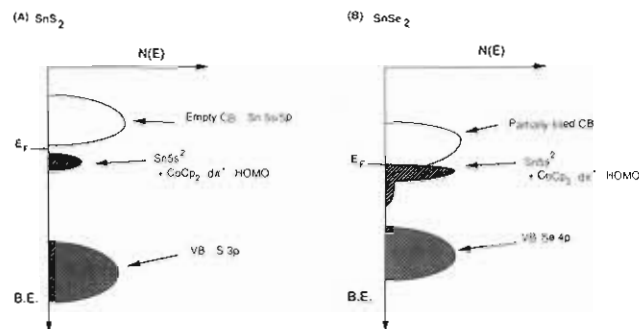 (A) SnS2
N(E)
Empty CB Sn 5s/5p
EF
Sn5s2
+ CoCp2 dπ* HOMO
VB S 3p
B.E.
(B) SnSe2
N(E)
Partially filled CB
EF
Sn5s2
+ CoCp2 dπ* HOMO
VB Se 4p
B.E.